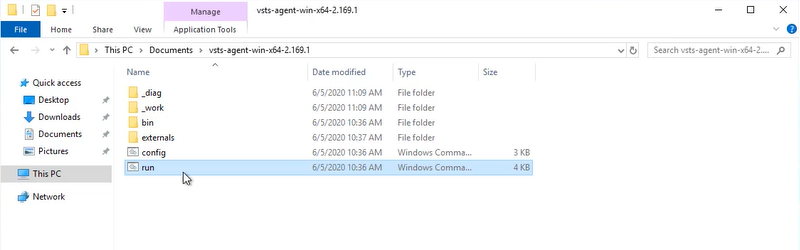 Manage
vsts-agent-win-x64-2.169.1
File Home Share View Application Tools
This PC > Documents > vsts-agent-win-x64-2.169.1
Search vsts-agent-win-x64-2....
Name Date modified Type Size
Quick access
Desktop
Downloads
Documents
Pictures
This PC
Network
_diag 6/5/2020 11:09 AM File folder
_work 6/5/2020 11:09 AM File folder
bin 6/5/2020 10:36 AM File folder
externals 6/5/2020 10:37 AM File folder
config 6/5/2020 10:36 AM Windows Comma... 3 KB
run 6/5/2020 10:36 AM Windows Comma... 4 KB